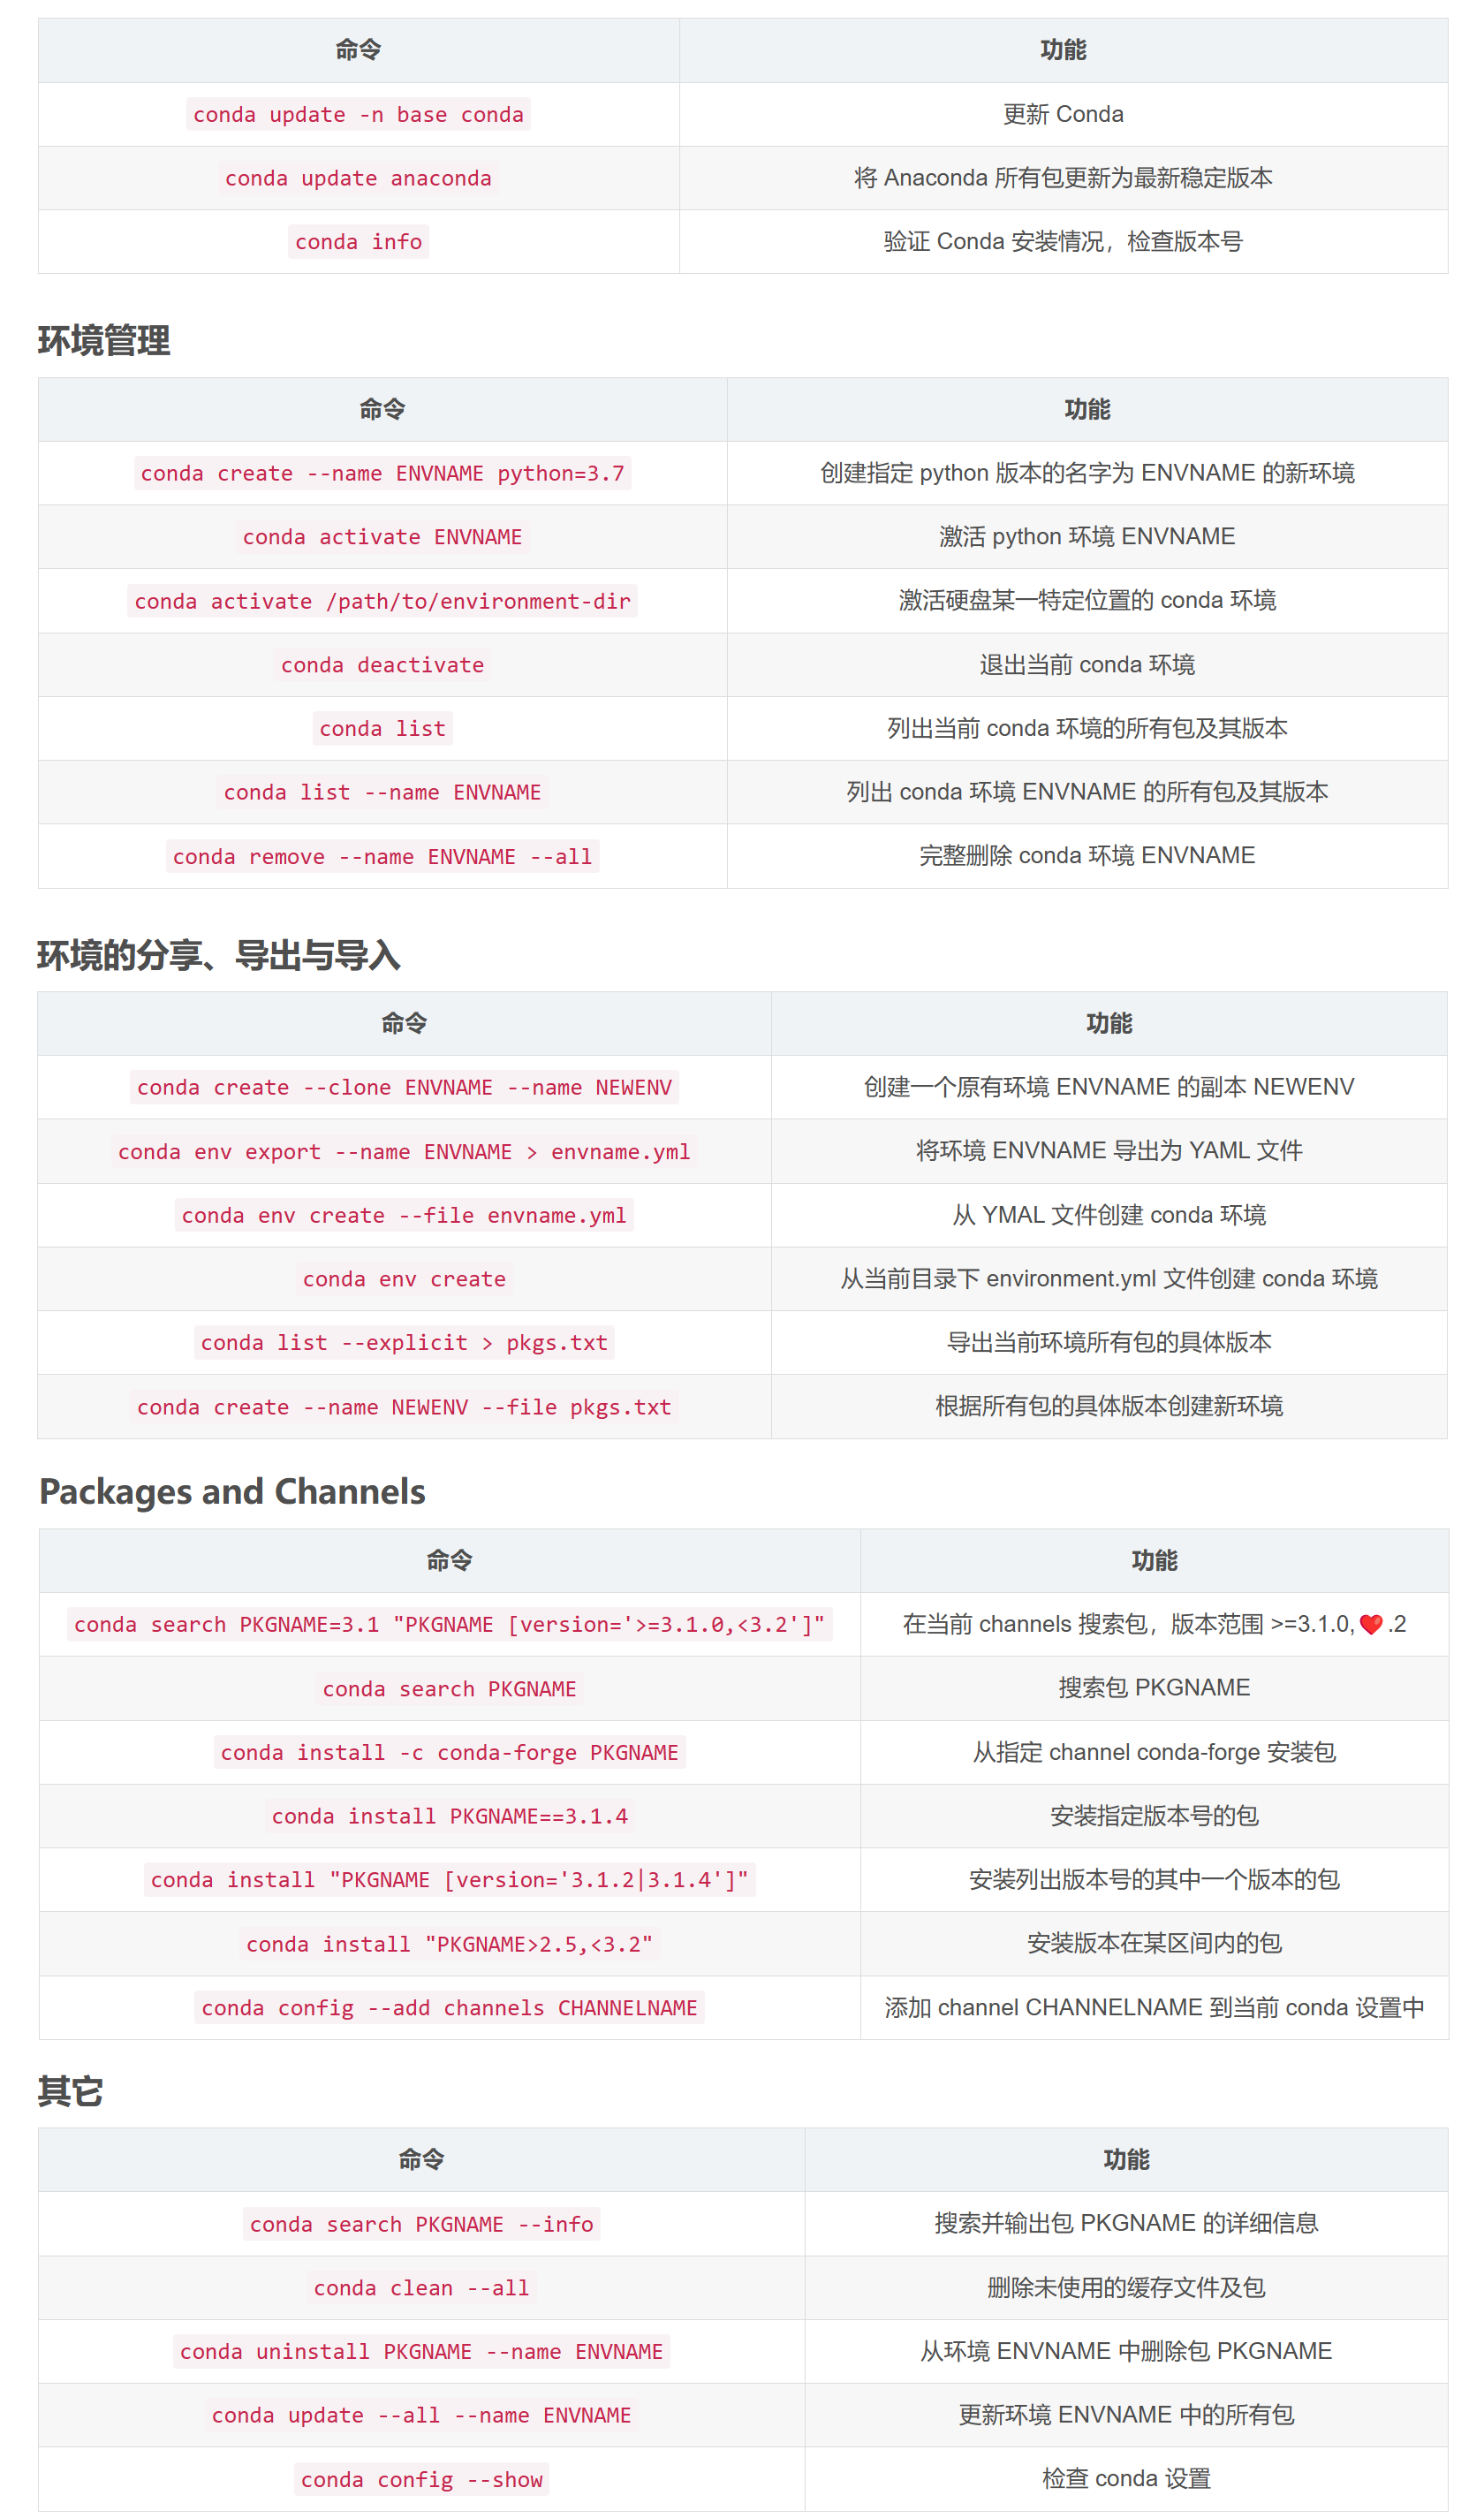 命令 功能
conda update -n base conda 更新 Conda
conda update anaconda 将 Anaconda 所有包更新为最新稳定版本
conda info 验证 Conda 安装情况，检查版本号
环境管理
命令 功能
conda create --name ENVNAME python=3.7 创建指定 python 版本的名字为 ENVNAME 的新环境
conda activate ENVNAME 激活 python 环境 ENVNAME
conda activate /path/to/environment-dir 激活硬盘某一特定位置的 conda 环境
conda deactivate 退出当前 conda 环境
conda list 列出当前 conda 环境的所有包及其版本
conda list --name ENVNAME 列出 conda 环境 ENVNAME 的所有包及其版本
conda remove --name ENVNAME --all 完整删除 conda 环境 ENVNAME
环境的分享、导出与导入
命令 功能
conda create --clone ENVNAME --name NEWENV 创建一个原有环境 ENVNAME 的副本 NEWENV
conda env export --name ENVNAME > envname.yml 将环境 ENVNAME 导出为 YAML 文件
conda env create --file envname.yml 从 YMAL 文件创建 conda 环境
conda env create 从当前目录下 environment.yml 文件创建 conda 环境
conda list --explicit > pkgs.txt 导出当前环境所有包的具体版本
conda create --name NEWENV --file pkgs.txt 根据所有包的具体版本创建新环境
Packages and Channels
命令 功能
conda search PKGNAME=3.1 "PKGNAME [version='>=3.1.0,<3.2']" 在当前 channels 搜索包，版本范围 >=3.1.0,❤️.2
conda search PKGNAME 搜索包 PKGNAME
conda install -c conda-forge PKGNAME 从指定 channel conda-forge 安装包
conda install PKGNAME==3.1.4 安装指定版本号的包
conda install "PKGNAME [version='3.1.2|3.1.4']" 安装列出版本号的其中一个版本的包
conda install "PKGNAME>2.5,<3.2" 安装版本在某区间内的包
conda config --add channels CHANNELNAME 添加 channel CHANNELNAME 到当前 conda 设置中
其它
命令 功能
conda search PKGNAME --info 搜索并输出包 PKGNAME 的详细信息
conda clean --all 删除未使用的缓存文件及包
conda uninstall PKGNAME --name ENVNAME 从环境 ENVNAME 中删除包 PKGNAME
conda update --all --name ENVNAME 更新环境 ENVNAME 中的所有包
conda config --show 检查 conda 设置